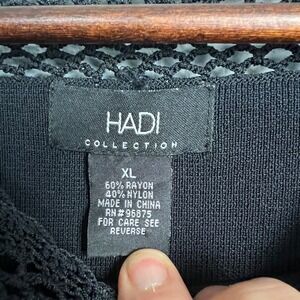 HADI
COLLECTION
XL
60% RAYON
40% NYLON
MADE IN CHINA
RN# 96875
FOR CARE SEE
REVERSE